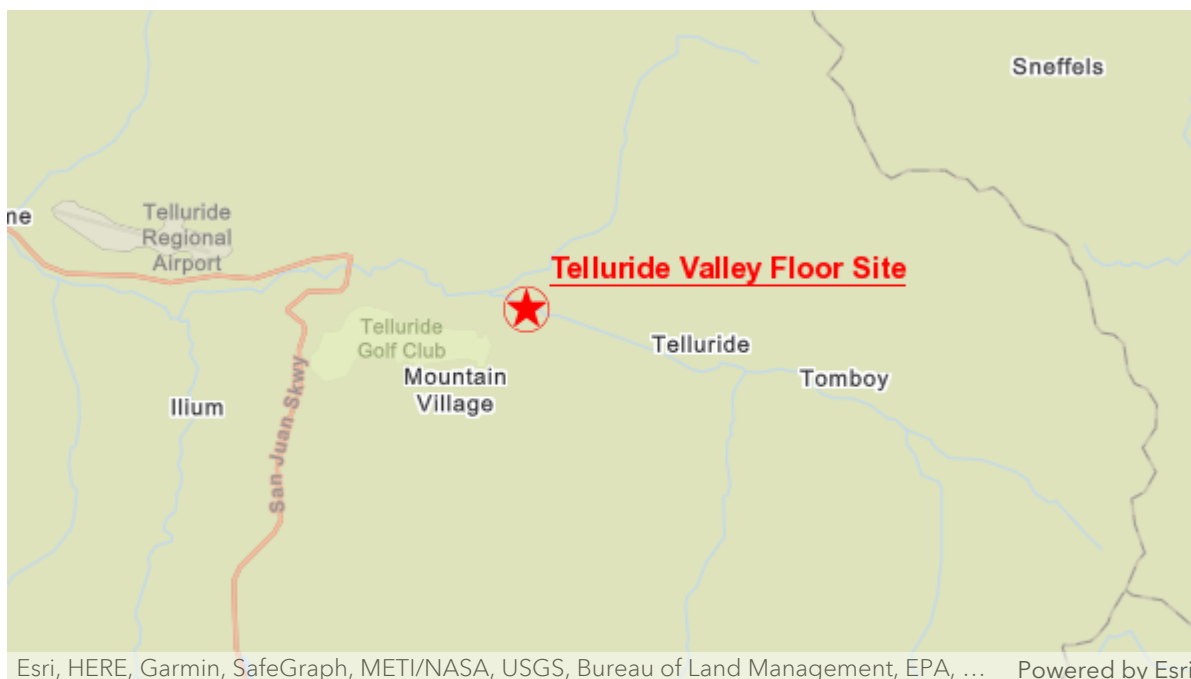 Sneffels
me
Telluride
Regional
Airport
Telluride Valley Floor Site
Telluride
Golf Club
Telluride
Mountain
Village
Tomboy
Ilium
San Juan Skwy
Esri, HERE, Garmin, SafeGraph, METI/NASA, USGS, Bureau of Land Management, EPA, ...
Powered by Esri